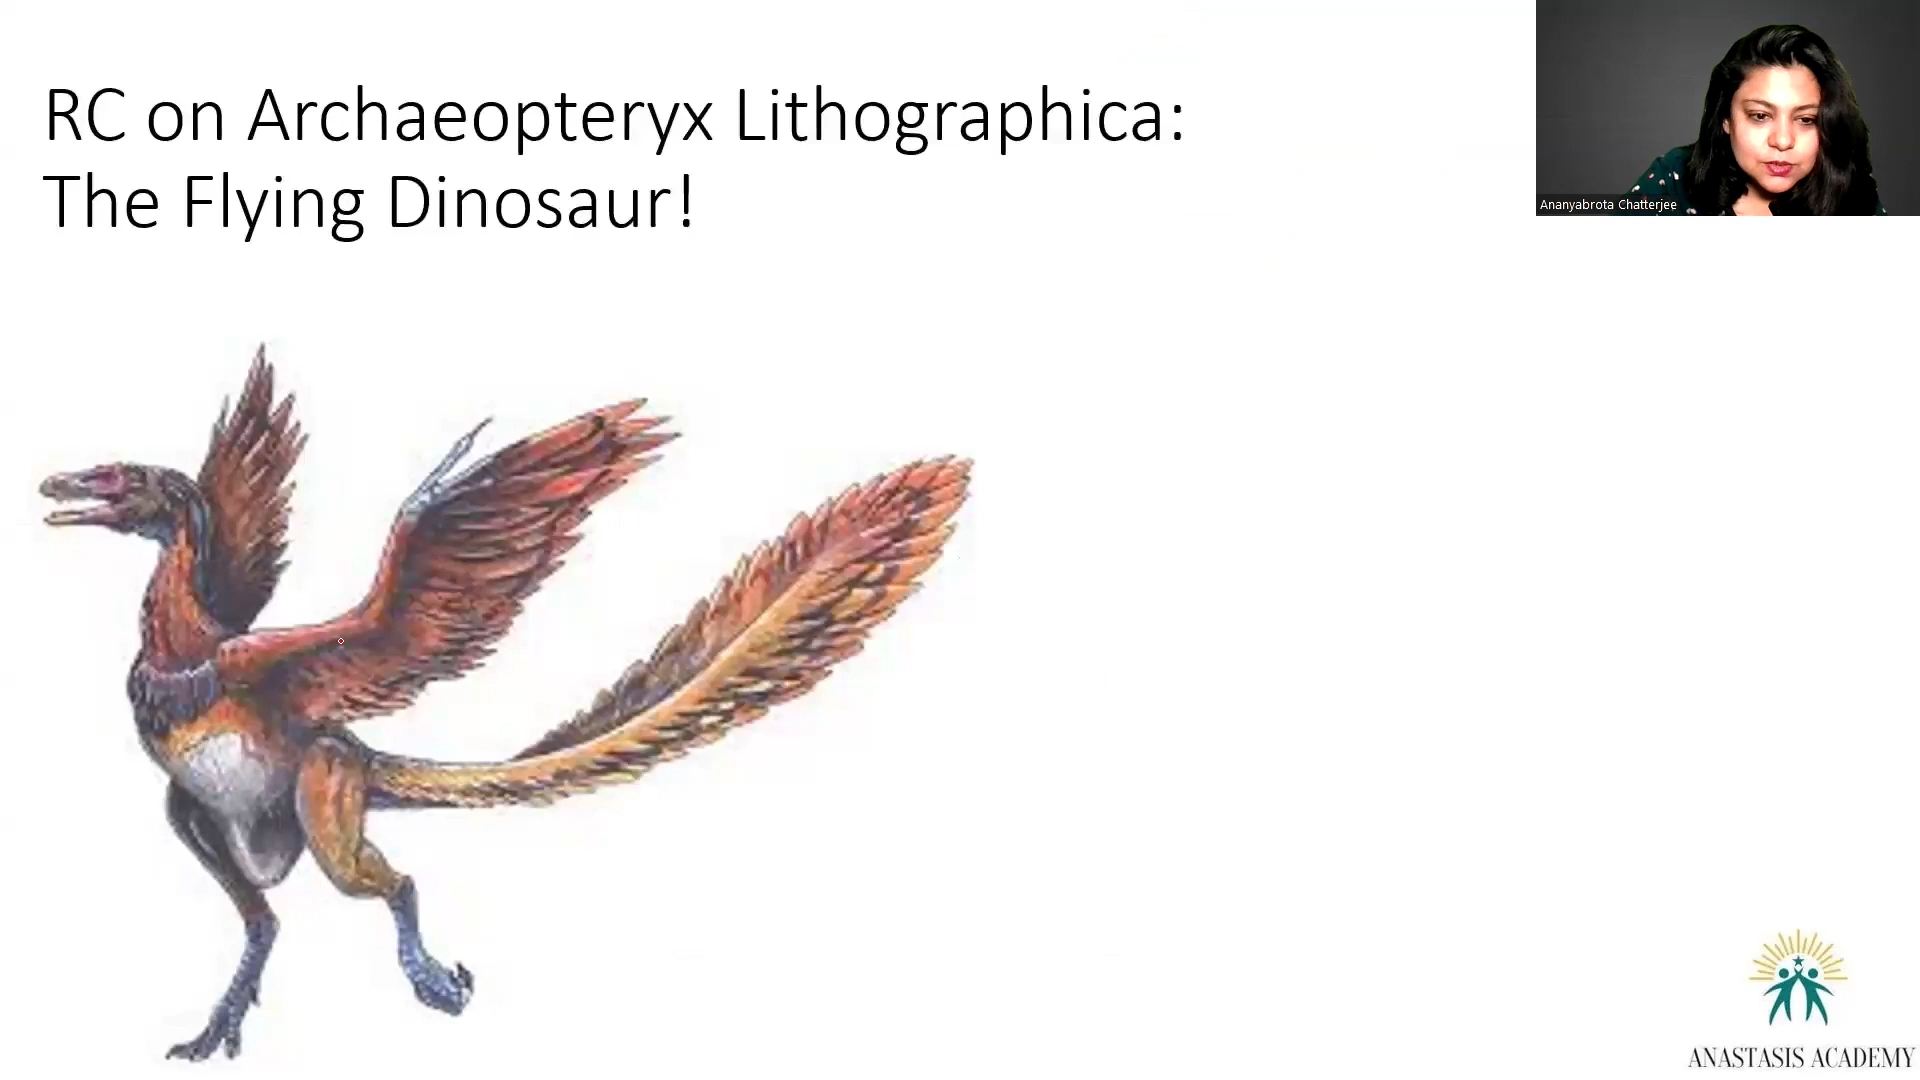 RC on Archaeopteryx Lithographica:
The Flying Dinosaur!
Ananyabrota Chatterjee
ANASTASIS ACADEMY